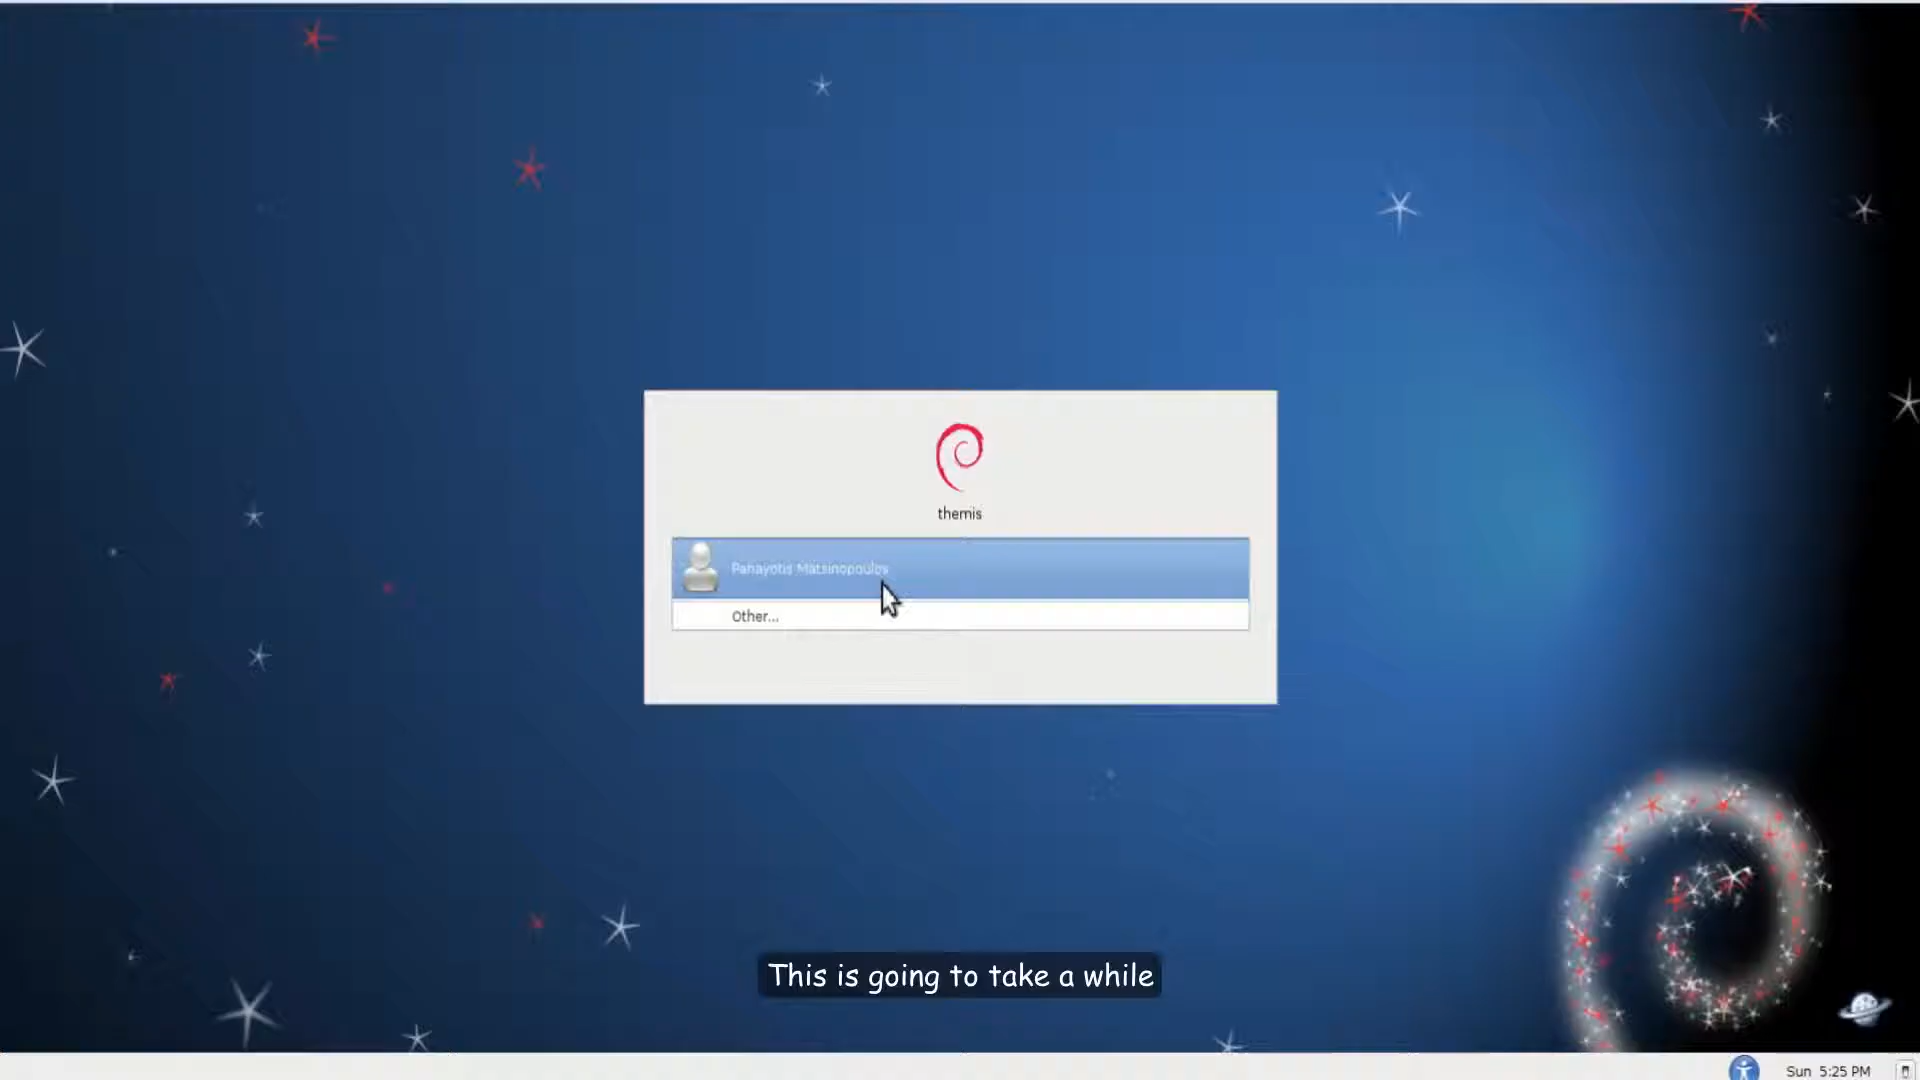 themis
Panayotis Matsinopoulos
Other...
This is going to take a while
Sun 5:25 PM